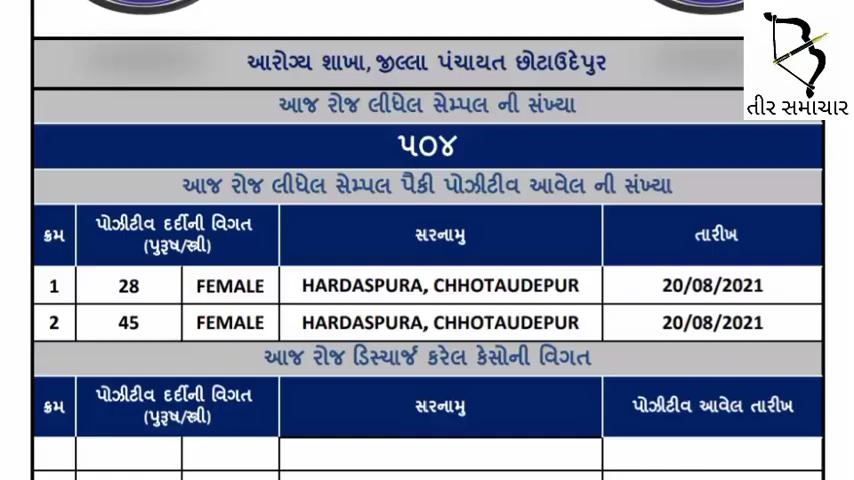 આરોગ્ય શાખા, જીલ્લા પંચાયત છોટાઉદેપુર
તીર સમાચાર
આજ રોજ લીધેલ સેમ્પલ ની સંખ્યા
૫૦૪
આજ રોજ લીધેલ સેમ્પલ પૈકી પોઝીટીવ આવેલ ની સંખ્યા
ક્રમ પોઝીટીવ દર્દીની વિગત (પુરૂષ/સ્ત્રી) સરનામુ તારીખ
1 28 FEMALE HARDASPURA, CHHOTAUDEPUR 20/08/2021
2 45 FEMALE HARDASPURA, CHHOTAUDEPUR 20/08/2021
આજ રોજ ડિસ્ચાર્જ કરેલ કેસોની વિગત
ક્રમ પોઝીટીવ દર્દીની વિગત (પુરૂષ/સ્ત્રી) સરનામુ પોઝીટીવ આવેલ તારીખ